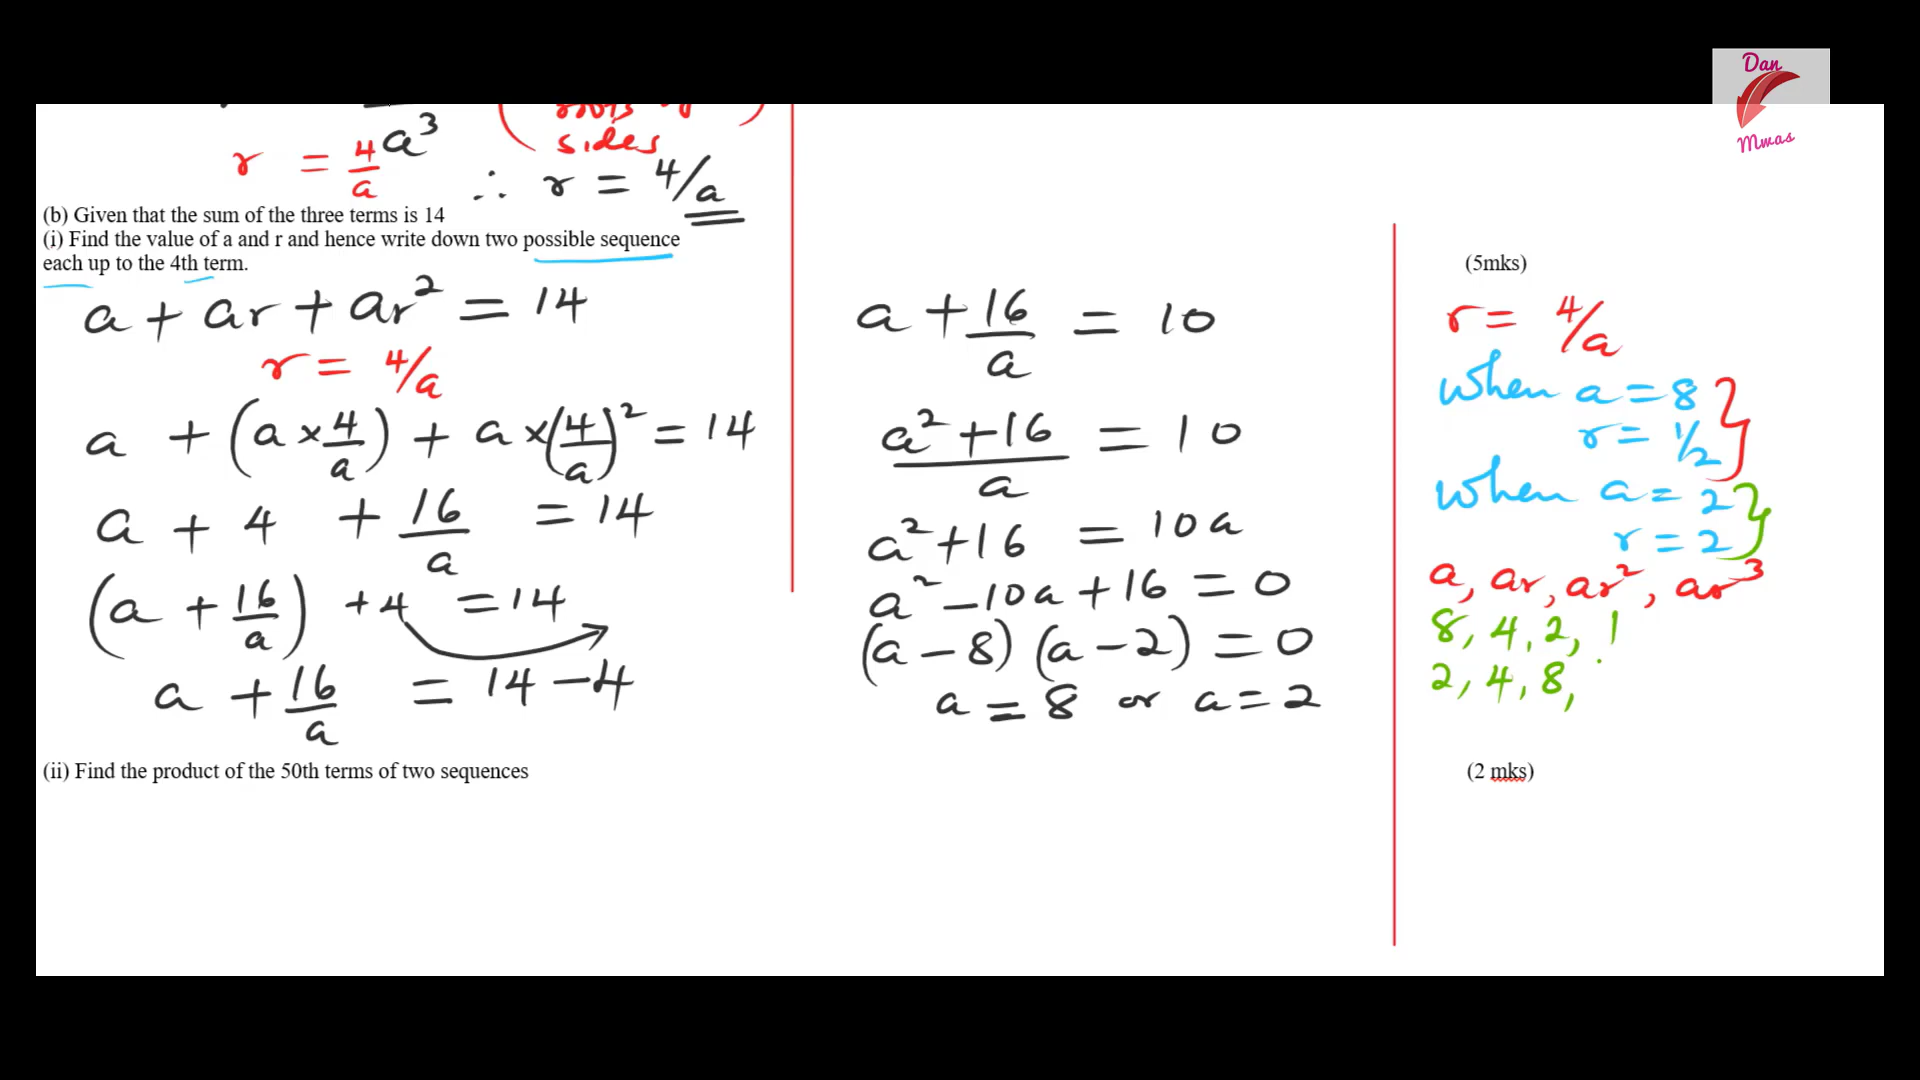 Dan
Mwas
roots of
sides
a³
r = 4/a
∴ r = 4/a
(b) Given that the sum of the three terms is 14
(i) Find the value of a and r and hence write down two possible sequence
each up to the 4th term.
(5mks)
a + ar + ar² = 14
r = 4/a
a + (a × 4/a) + a × (4/a)² = 14
a + 4 + 16/a = 14
(a + 16/a) + 4 = 14
a + 16/a = 14 - 4
a + 16/a = 10
a² + 16/a = 10
a² + 16 = 10a
a² - 10a + 16 = 0
(a - 8) (a - 2) = 0
a = 8 or a = 2
r = 4/a
when a = 8
r = 1/2
when a = 2
r = 2
a, ar, ar², ar³
8, 4, 2, 1
2, 4, 8,
(ii) Find the product of the 50th terms of two sequences
(2 mks)